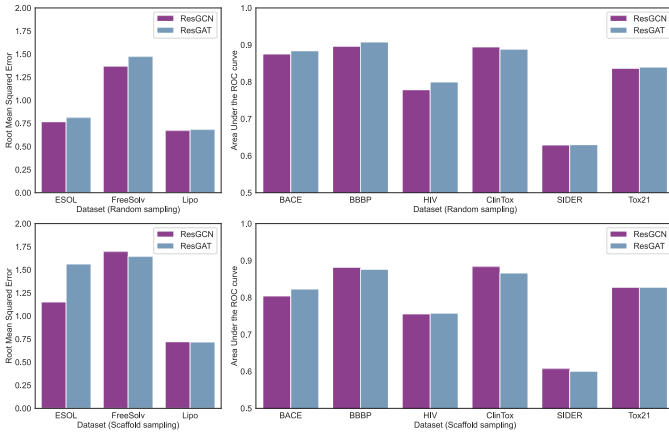 Root Mean Squared Error
2.00
1.75
1.50
1.25
1.00
0.75
0.50
0.25
0.00
ResGCN
ResGAT
ESOL FreeSolv Lipo
Dataset (Random sampling)
Area Under the ROC curve
1.0
0.9
0.8
0.7
0.6
0.5
ResGCN
ResGAT
BACE BBBP HIV ClinTox SIDER Tox21
Dataset (Random sampling)
Root Mean Squared Error
2.00
1.75
1.50
1.25
1.00
0.75
0.50
0.25
0.00
ResGCN
ResGAT
ESOL FreeSolv Lipo
Dataset (Scaffold sampling)
Area Under the ROC curve
1.0
0.9
0.8
0.7
0.6
0.5
ResGCN
ResGAT
BACE BBBP HIV ClinTox SIDER Tox21
Dataset (Scaffold sampling)